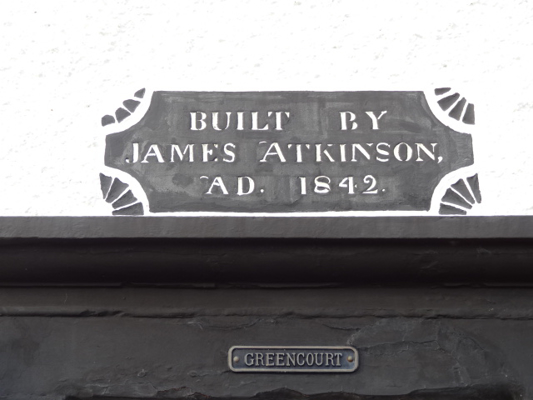 BUILT BY
JAMES ATKINSON,
AD. 1842.
GREENCOURT